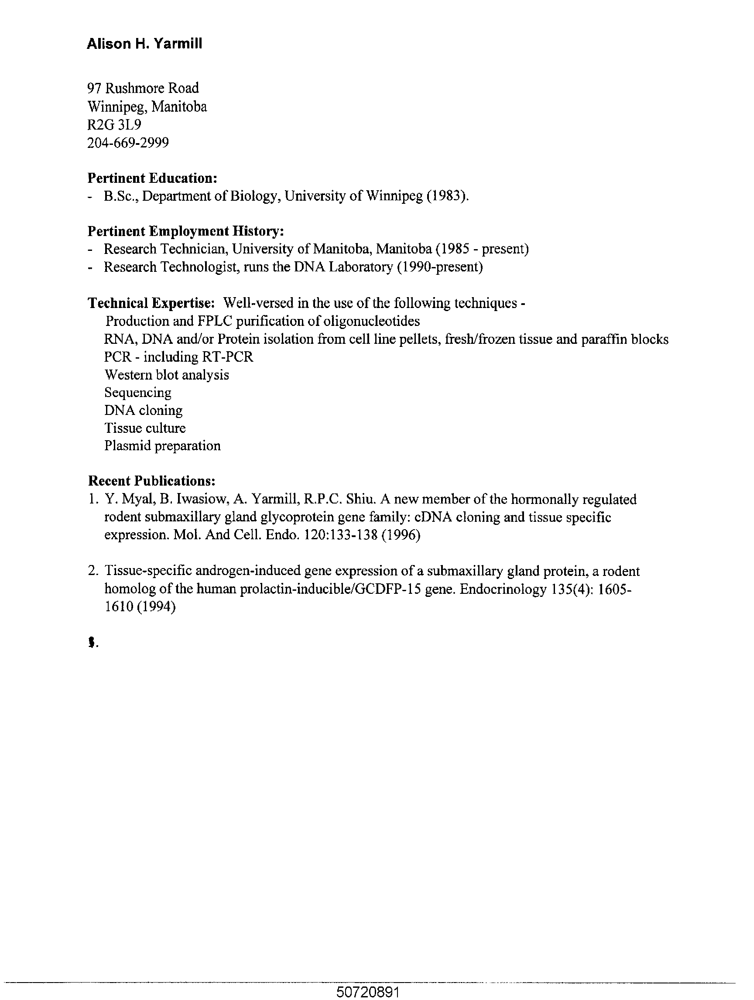 Alison H. Yarmill
97 Rushmore Road
Winnipeg, Manitoba
R2G 3L9
204-669-2999
Pertinent Education:
- B.Sc., Department of Biology, University of Winnipeg (1983).
Pertinent Employment History:
- Research Technician, University of Manitoba, Manitoba (1985 - present)
- Research Technologist, runs the DNA Laboratory (1990-present)
Technical Expertise: Well-versed in the use of the following techniques -
Production and FPLC purification of oligonucleotides
RNA, DNA and/or Protein isolation from cell line pellets, fresh/frozen tissue and paraffin blocks
PCR - including RT-PCR
Western blot analysis
Sequencing
DNA cloning
Tissue culture
Plasmid preparation
Recent Publications:
1. Y. Myal, B. Iwasiow, A. Yarmill, R.P.C. Shiu. A new member of the hormonally regulated
rodent submaxillary gland glycoprotein gene family: cDNA cloning and tissue specific
expression. Mol. And Cell. Endo. 120:133-138 (1996)
2. Tissue-specific androgen-induced gene expression of a submaxillary gland protein, a rodent
homolog of the human prolactin-inducible/GCDFP-15 gene. Endocrinology 135(4): 1605-
1610 (1994)
50720891